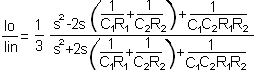 Io/Iin = 1/3 (s²-2s(1/C1R1 + 1/C2R2) + 1/C1C2R1R2)/(s²+2s(1/C1R1 + 1/C2R2) + 1/C1C2R1R2)